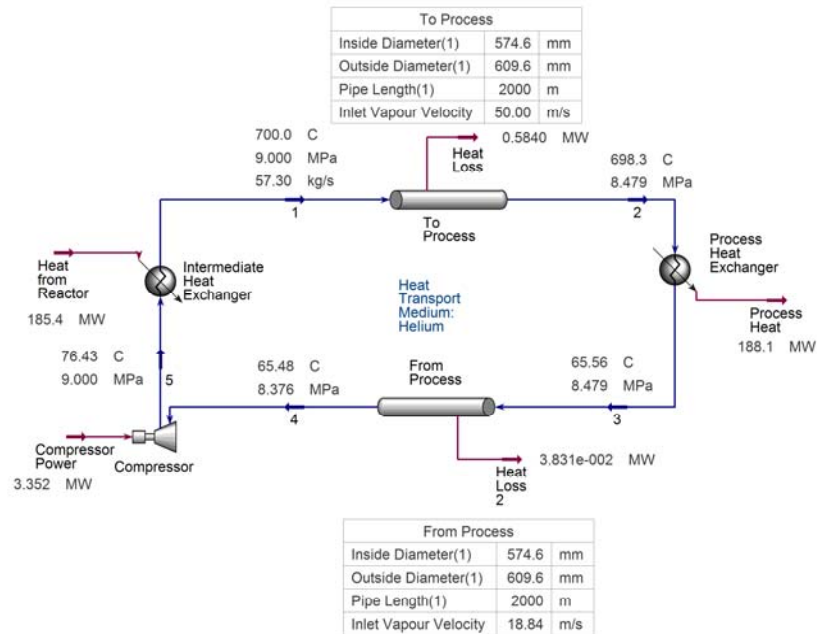 To Process
Inside Diameter(1) 574.6 mm
Outside Diameter(1) 609.6 mm
Pipe Length(1) 2000 m
Inlet Vapour Velocity 50.00 m/s
700.0 C
9.000 MPa
57.30 kg/s
1
Heat
Loss
0.5840 MW
To
Process
698.3 C
8.479 MPa
2
Heat
from
Reactor
185.4 MW
Intermediate
Heat
Exchanger
Heat
Transport
Medium:
Helium
Process
Heat
Exchanger
Process
Heat
188.1 MW
76.43 C
9.000 MPa
5
65.48 C
8.376 MPa
4
From
Process
65.56 C
8.479 MPa
3
Compressor
Power
3.352 MW
Compressor
Heat
Loss
2
3.831e-002 MW
From Process
Inside Diameter(1) 574.6 mm
Outside Diameter(1) 609.6 mm
Pipe Length(1) 2000 m
Inlet Vapour Velocity 18.84 m/s